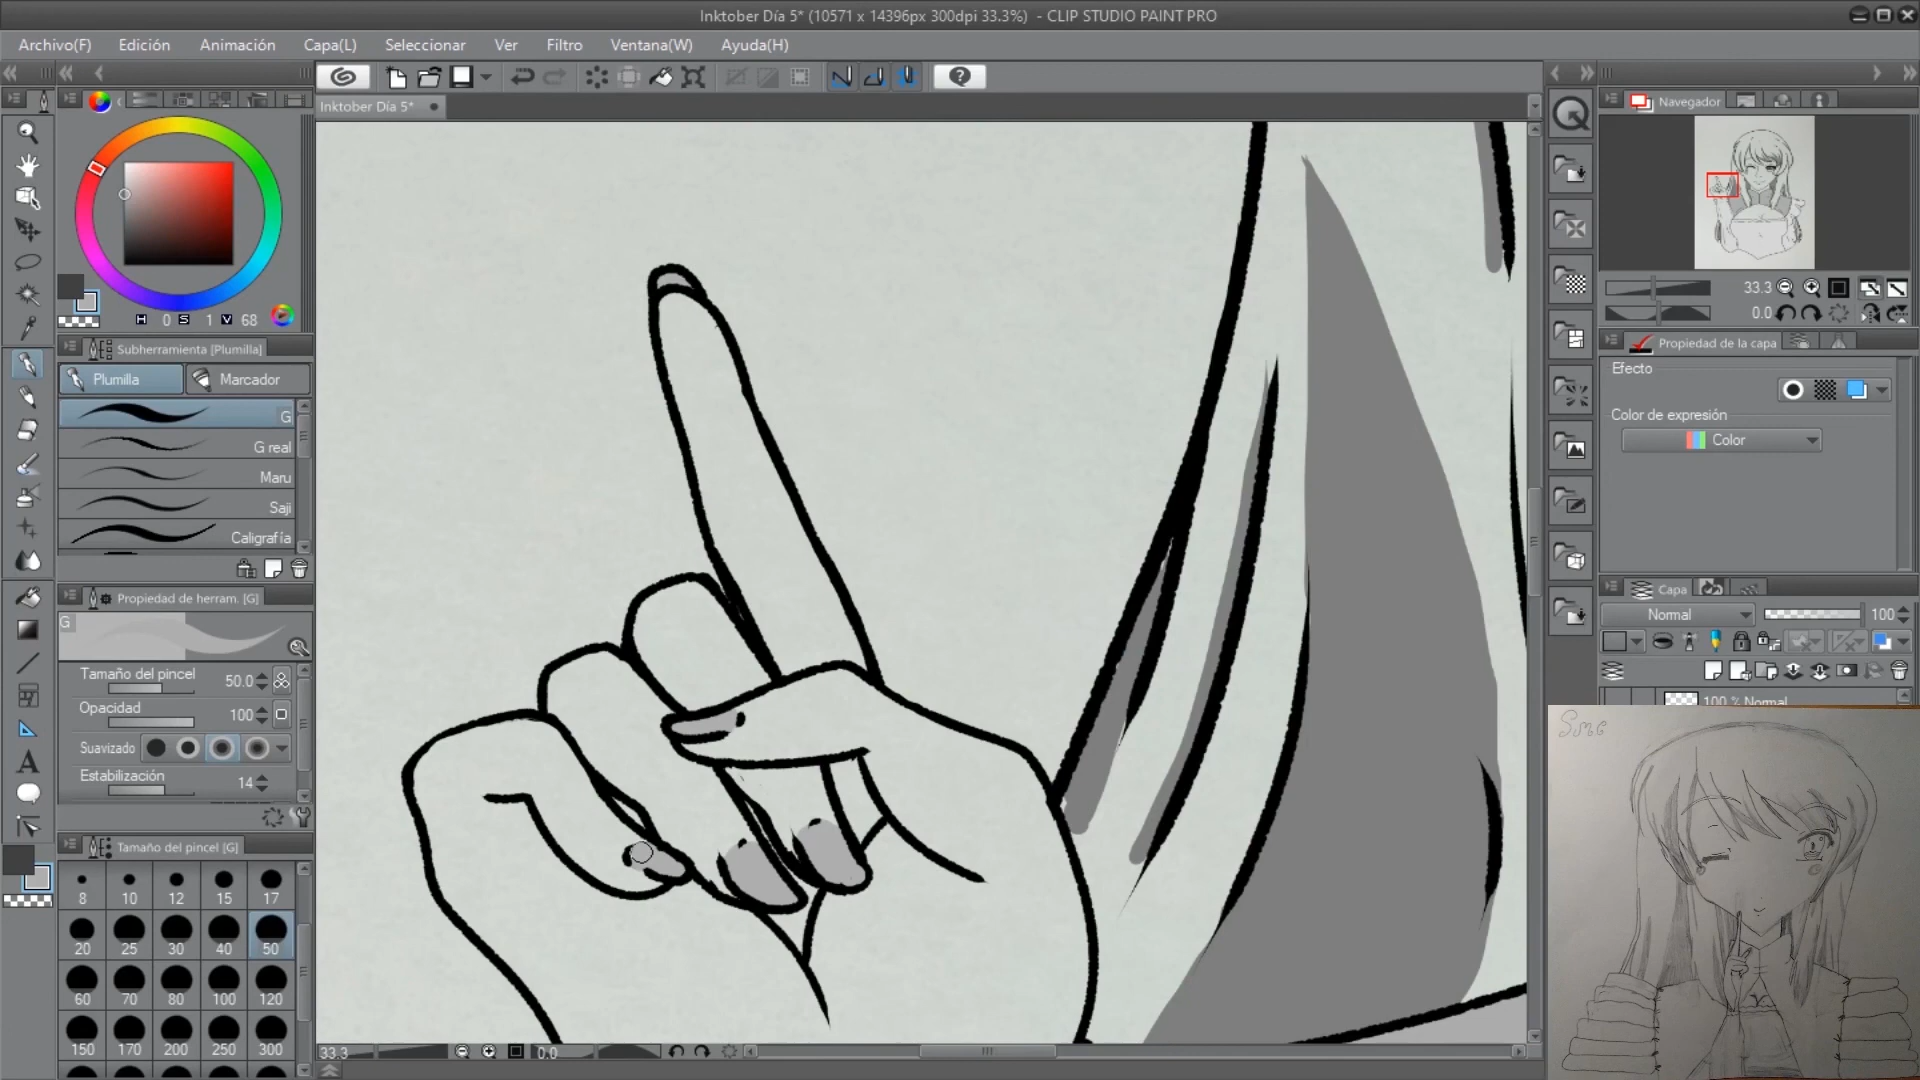 Inktober Día 5* (10571 x 14396px 300dpi 33.3%) - CLIP STUDIO PAINT PRO
Archivo(F) Edición Animación Capa(L) Seleccionar Ver Filtro Ventana(W) Ayuda(H)
Inktober Día 5*
H 0 S 1 V 68
Subherramienta [Plumilla]
Plumilla Marcador
G
G real
Maru
Saji
Caligrafía
Propiedad de herram. [G]
G
Tamaño del pincel 50.0
Opacidad 100
Suavizado
Estabilización 14
Tamaño del pincel [G]
8 10 12 15 17
20 25 30 40 50
60 70 80 100 120
150 170 200 250 300
33.3 0.0
Navegador
33.3
0.0
Propiedad de la capa
Efecto
Color de expresión
Color
Capa
Normal 100
100 % Normal